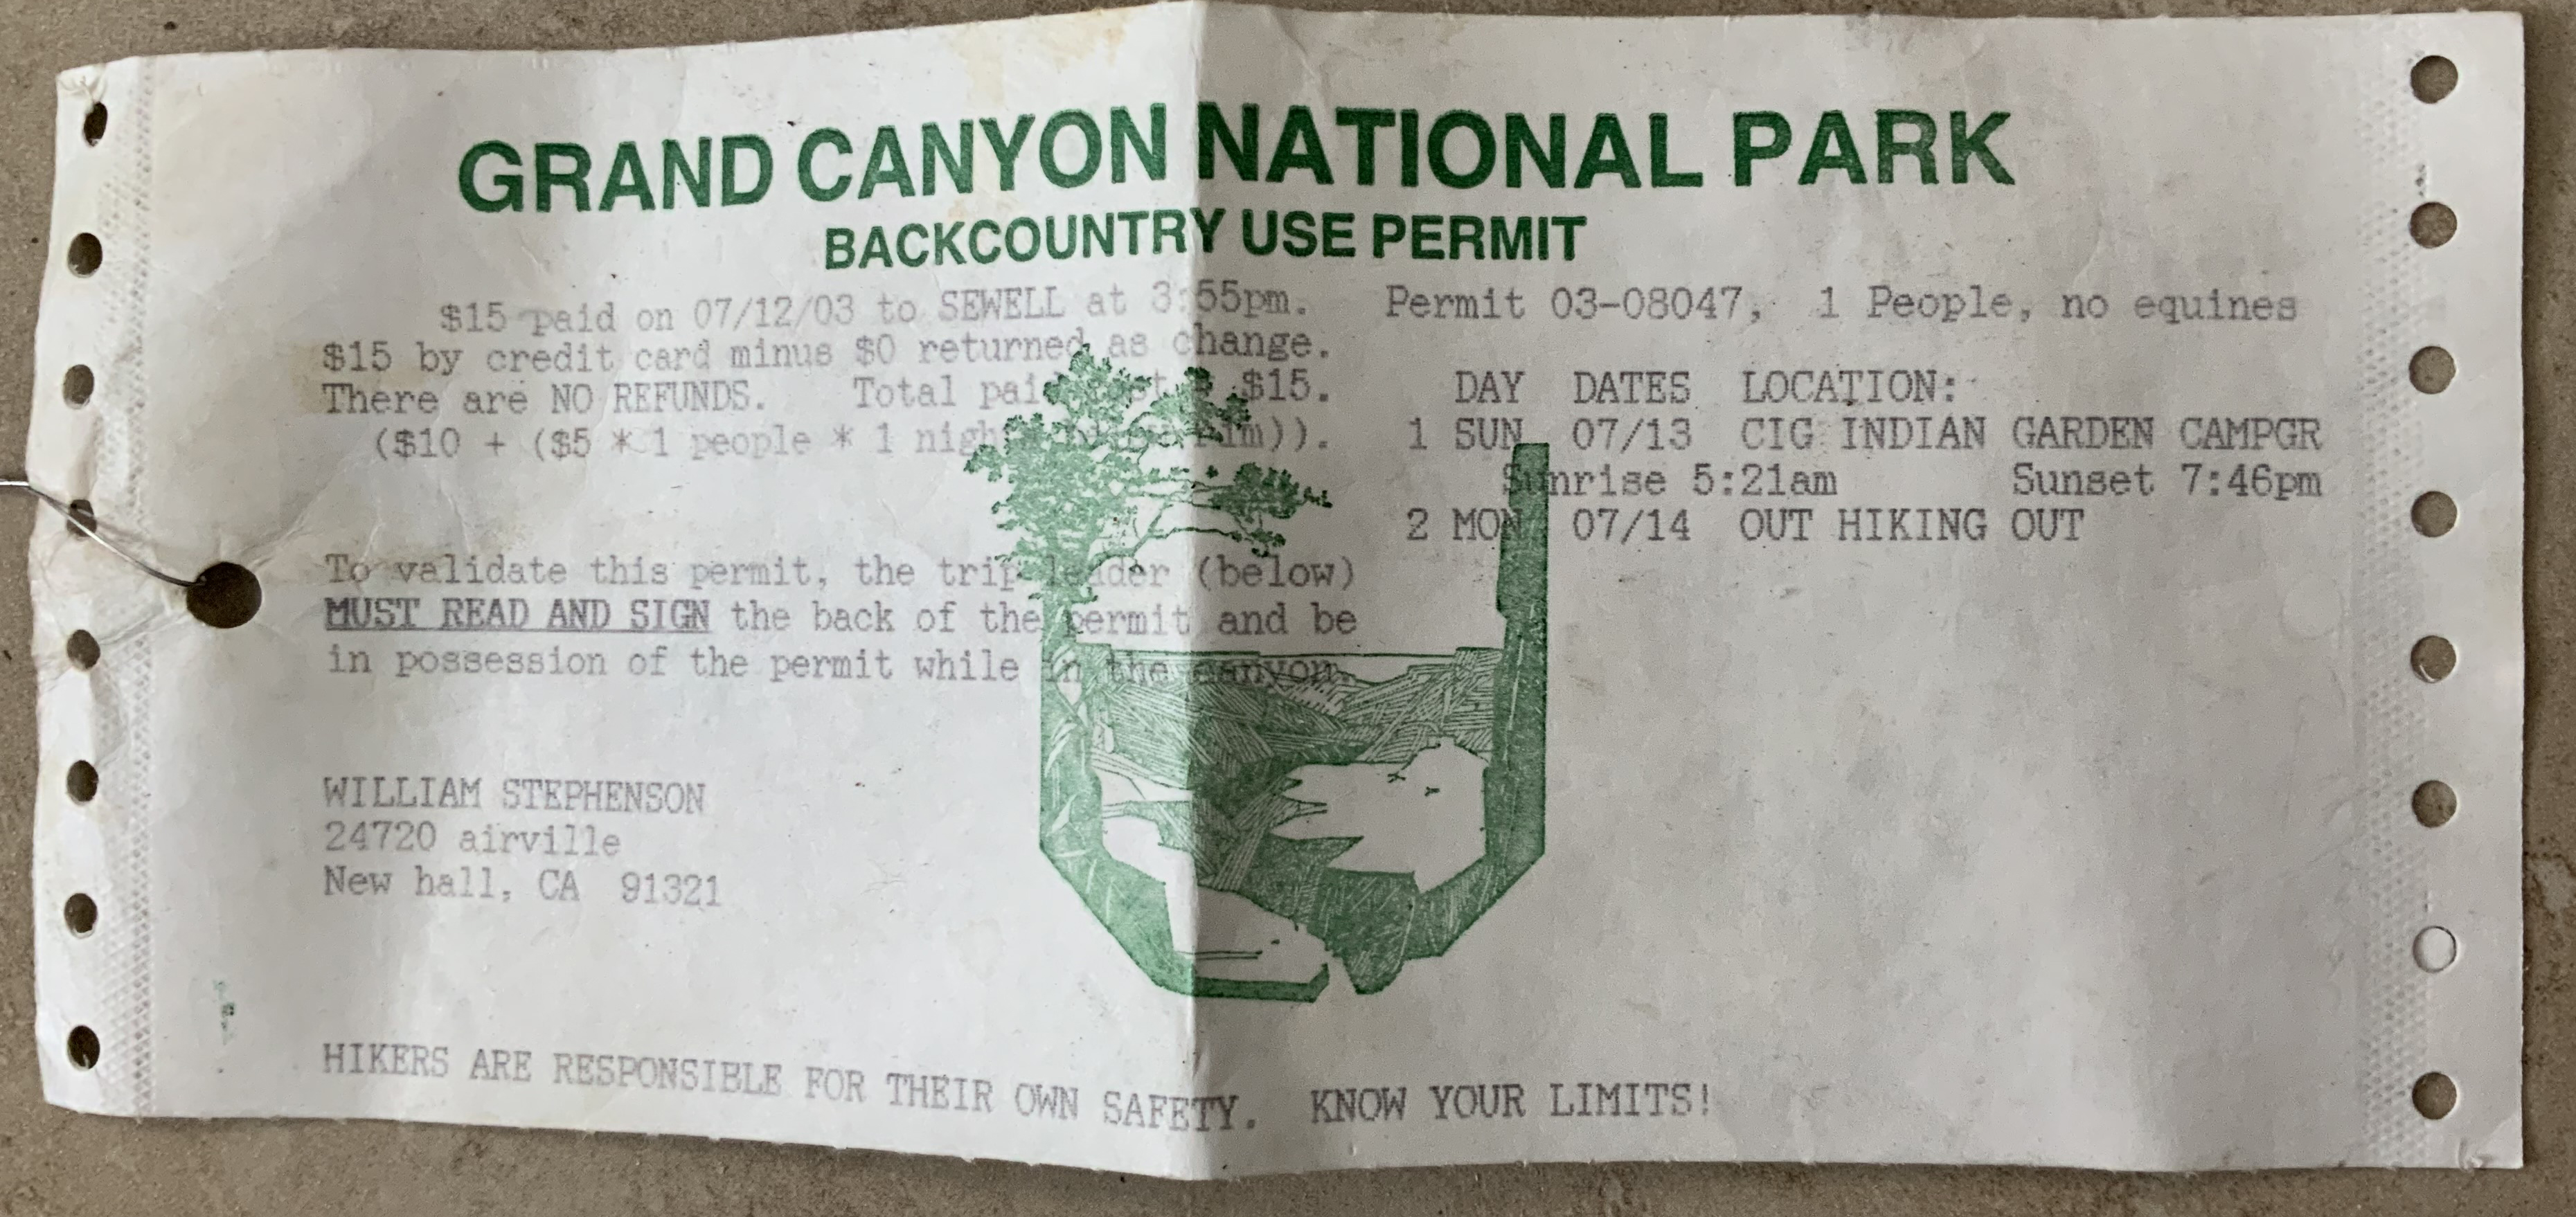 GRAND CANYON NATIONAL PARK
BACKCOUNTRY USE PERMIT
$15 paid on 07/12/03 to SEWELL at 3:55pm.
$15 by credit card minus $0 returned as change.
There are NO REFUNDS. Total paid $15.
($10 + ($5 * 1 people * 1
To validate this permit, the trip leader (below)
MUST READ AND SIGN the back of the permit and be
in possession of the permit while in the canyon.
WILLIAM STEPHENSON
24720 airville
New hall, CA 91321
Permit 03-08047, 1 People, no equines
DAY DATES LOCATION:
1 SUN 07/13 CIG INDIAN GARDEN CAMPGR
Sunrise 5:21am Sunset 7:46pm
2 MON 07/14 OUT HIKING OUT
HIKERS ARE RESPONSIBLE FOR THEIR OWN SAFETY. KNOW YOUR LIMITS!